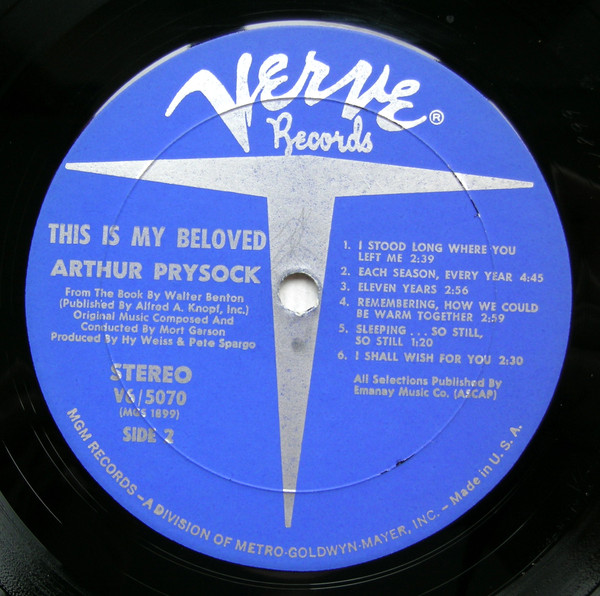 Verve®
Records
THIS IS MY BELOVED
ARTHUR PRYSOCK
From The Book By Walter Benton
(Published By Alfred A. Knopf, Inc.)
Original Music Composed And
Conducted By Mort Garson
Produced By Hy Weiss & Pete Spargo
STEREO
V6/5070
(MGS 1899)
SIDE 2
1. I STOOD LONG WHERE YOU
LEFT ME 2:39
2. EACH SEASON, EVERY YEAR 4:45
3. ELEVEN YEARS 2:56
4. REMEMBERING, HOW WE COULD
BE WARM TOGETHER 2:59
5. SLEEPING . . . SO STILL,
SO STILL 1:20
6. I SHALL WISH FOR YOU 2:30
All Selections Published By
Emanay Music Co. (ASCAP)
MGM RECORDS—A DIVISION OF METRO-GOLDWYN-MAYER, INC.—Made in U. S. A.